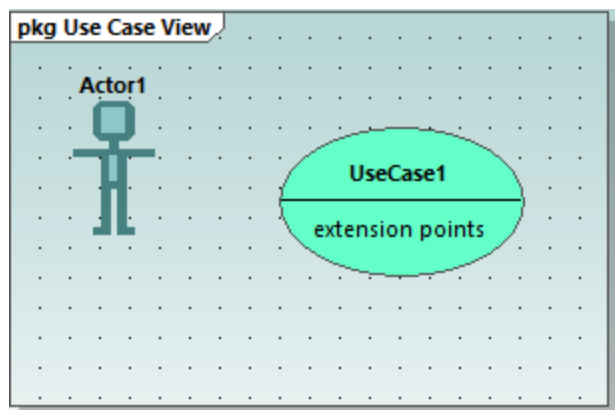 pkg Use Case View
Actor1
UseCase1
extension points